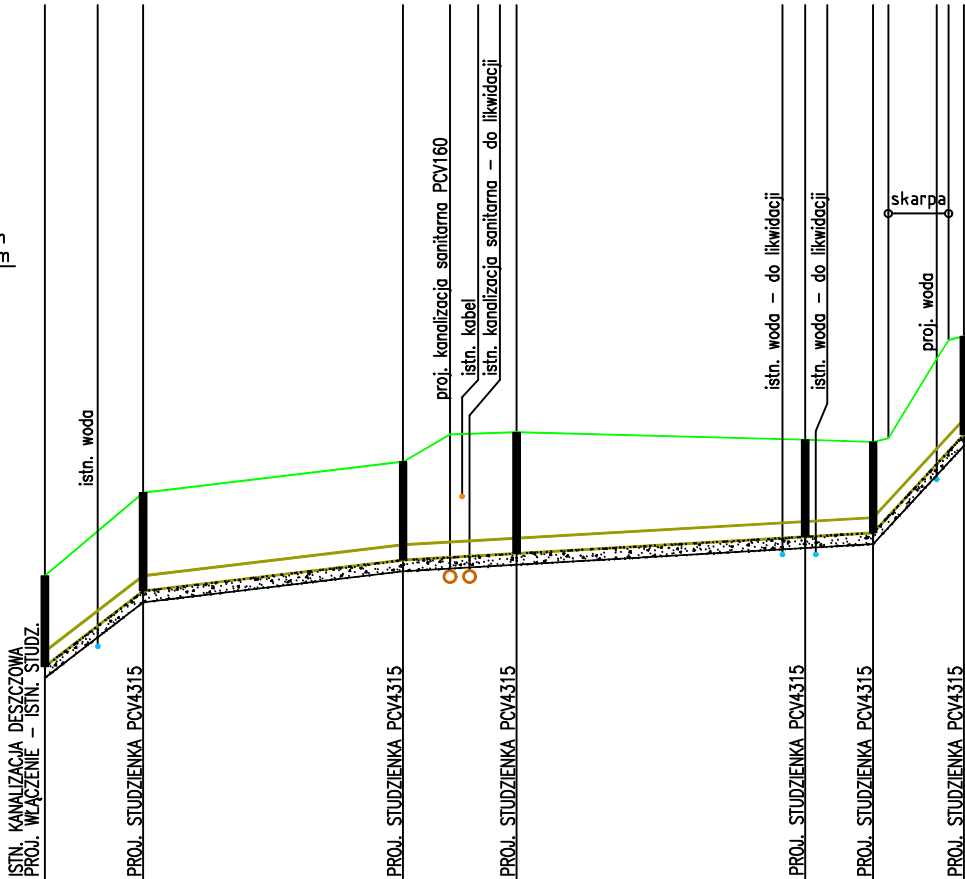 istn. woda
proj. kanalizacja sanitarna PCV160
istn. kabel
istn. kanalizacja sanitarna – do likwidacji
istn. woda – do likwidacji
istn. woda – do likwidacji
skarpa
proj. woda
ISTN. KANALIZACJA DESZCZOWA
PROJ. WŁĄCZENIE – ISTN. STUDZ.
PROJ. STUDZIENKA PCV4315
PROJ. STUDZIENKA PCV4315
PROJ. STUDZIENKA PCV4315
PROJ. STUDZIENKA PCV4315
PROJ. STUDZIENKA PCV4315
PROJ. STUDZIENKA PCV4315